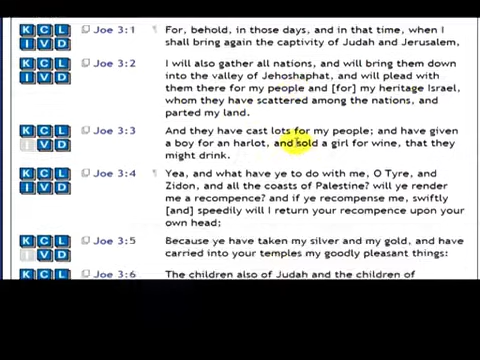 K C L Joe 3:1 ¶ For, behold, in those days, and in that time, when I
I V D shall bring again the captivity of Judah and Jerusalem,
K C L Joe 3:2 I will also gather all nations, and will bring them down
I V D into the valley of Jehoshaphat, and will plead with
them there for my people and [for] my heritage Israel,
whom they have scattered among the nations, and
parted my land.
K C L Joe 3:3 And they have cast lots for my people; and have given
I V D a boy for an harlot, and sold a girl for wine, that they
might drink.
K C L Joe 3:4 ¶ Yea, and what have ye to do with me, O Tyre, and
I V D Zidon, and all the coasts of Palestine? will ye render
me a recompence? and if ye recompense me, swiftly
[and] speedily will I return your recompence upon your
own head;
K C L Joe 3:5 Because ye have taken my silver and my gold, and have
I V D carried into your temples my goodly pleasant things:
K C L Joe 3:6 The children also of Judah and the children of